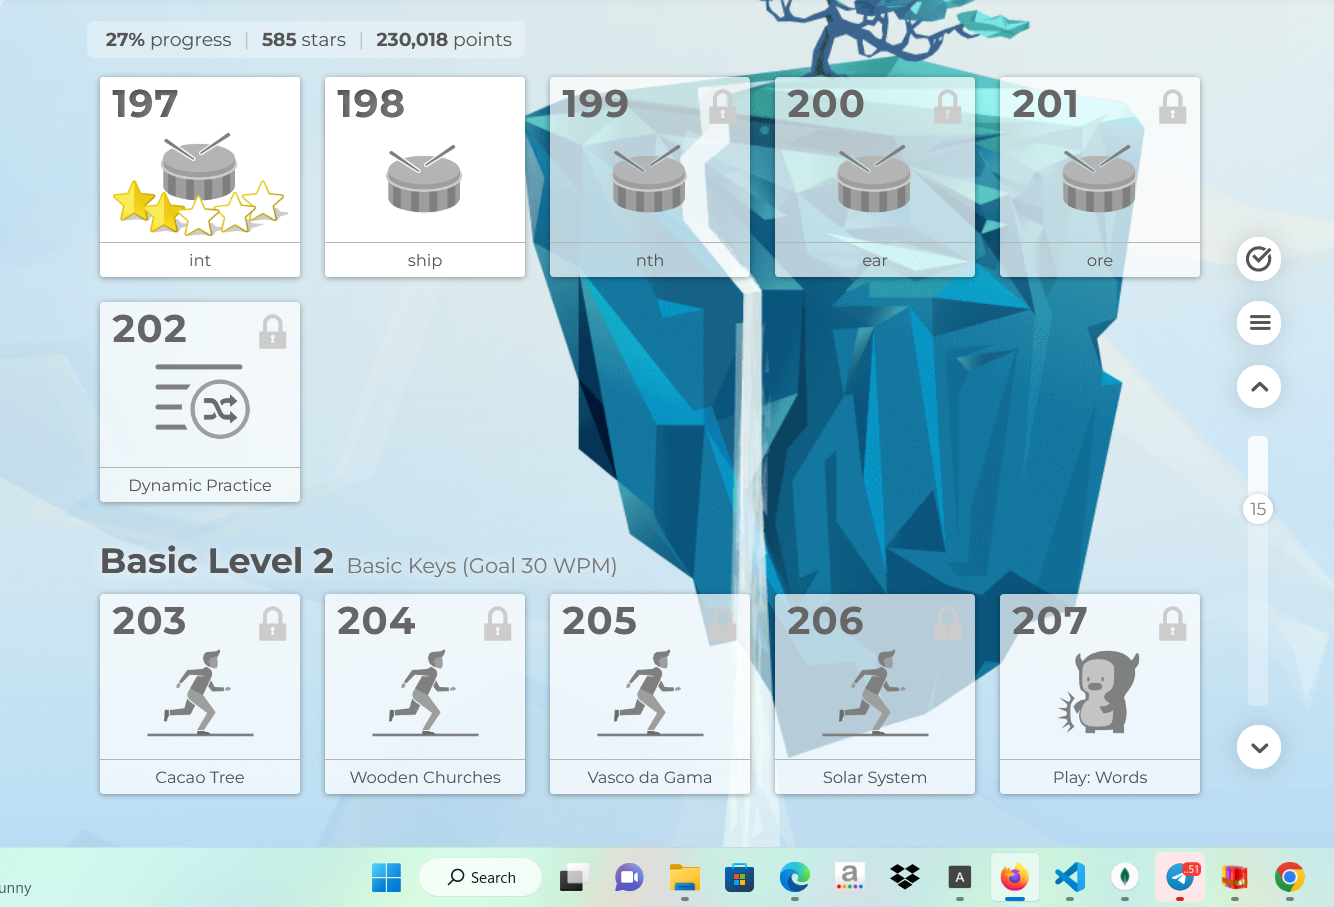 27% progress | 585 stars | 230,018 points
197
198
199
200
201
int
ship
nth
ear
ore
202
Dynamic Practice
15
Basic Level 2 Basic Keys (Goal 30 WPM)
203
204
205
206
207
Cacao Tree
Wooden Churches
Vasco da Gama
Solar System
Play: Words
unny
Search
a
A
..51